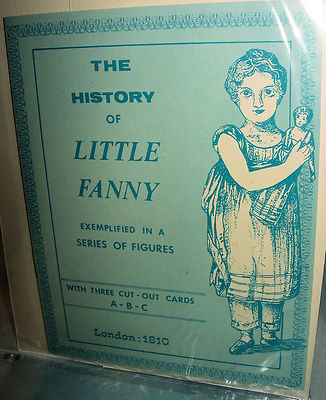 THE
HISTORY
OF
LITTLE
FANNY
EXEMPLIFIED IN A
SERIES OF FIGURES
WITH THREE CUT-OUT CARDS
A-B-C
London: 1810